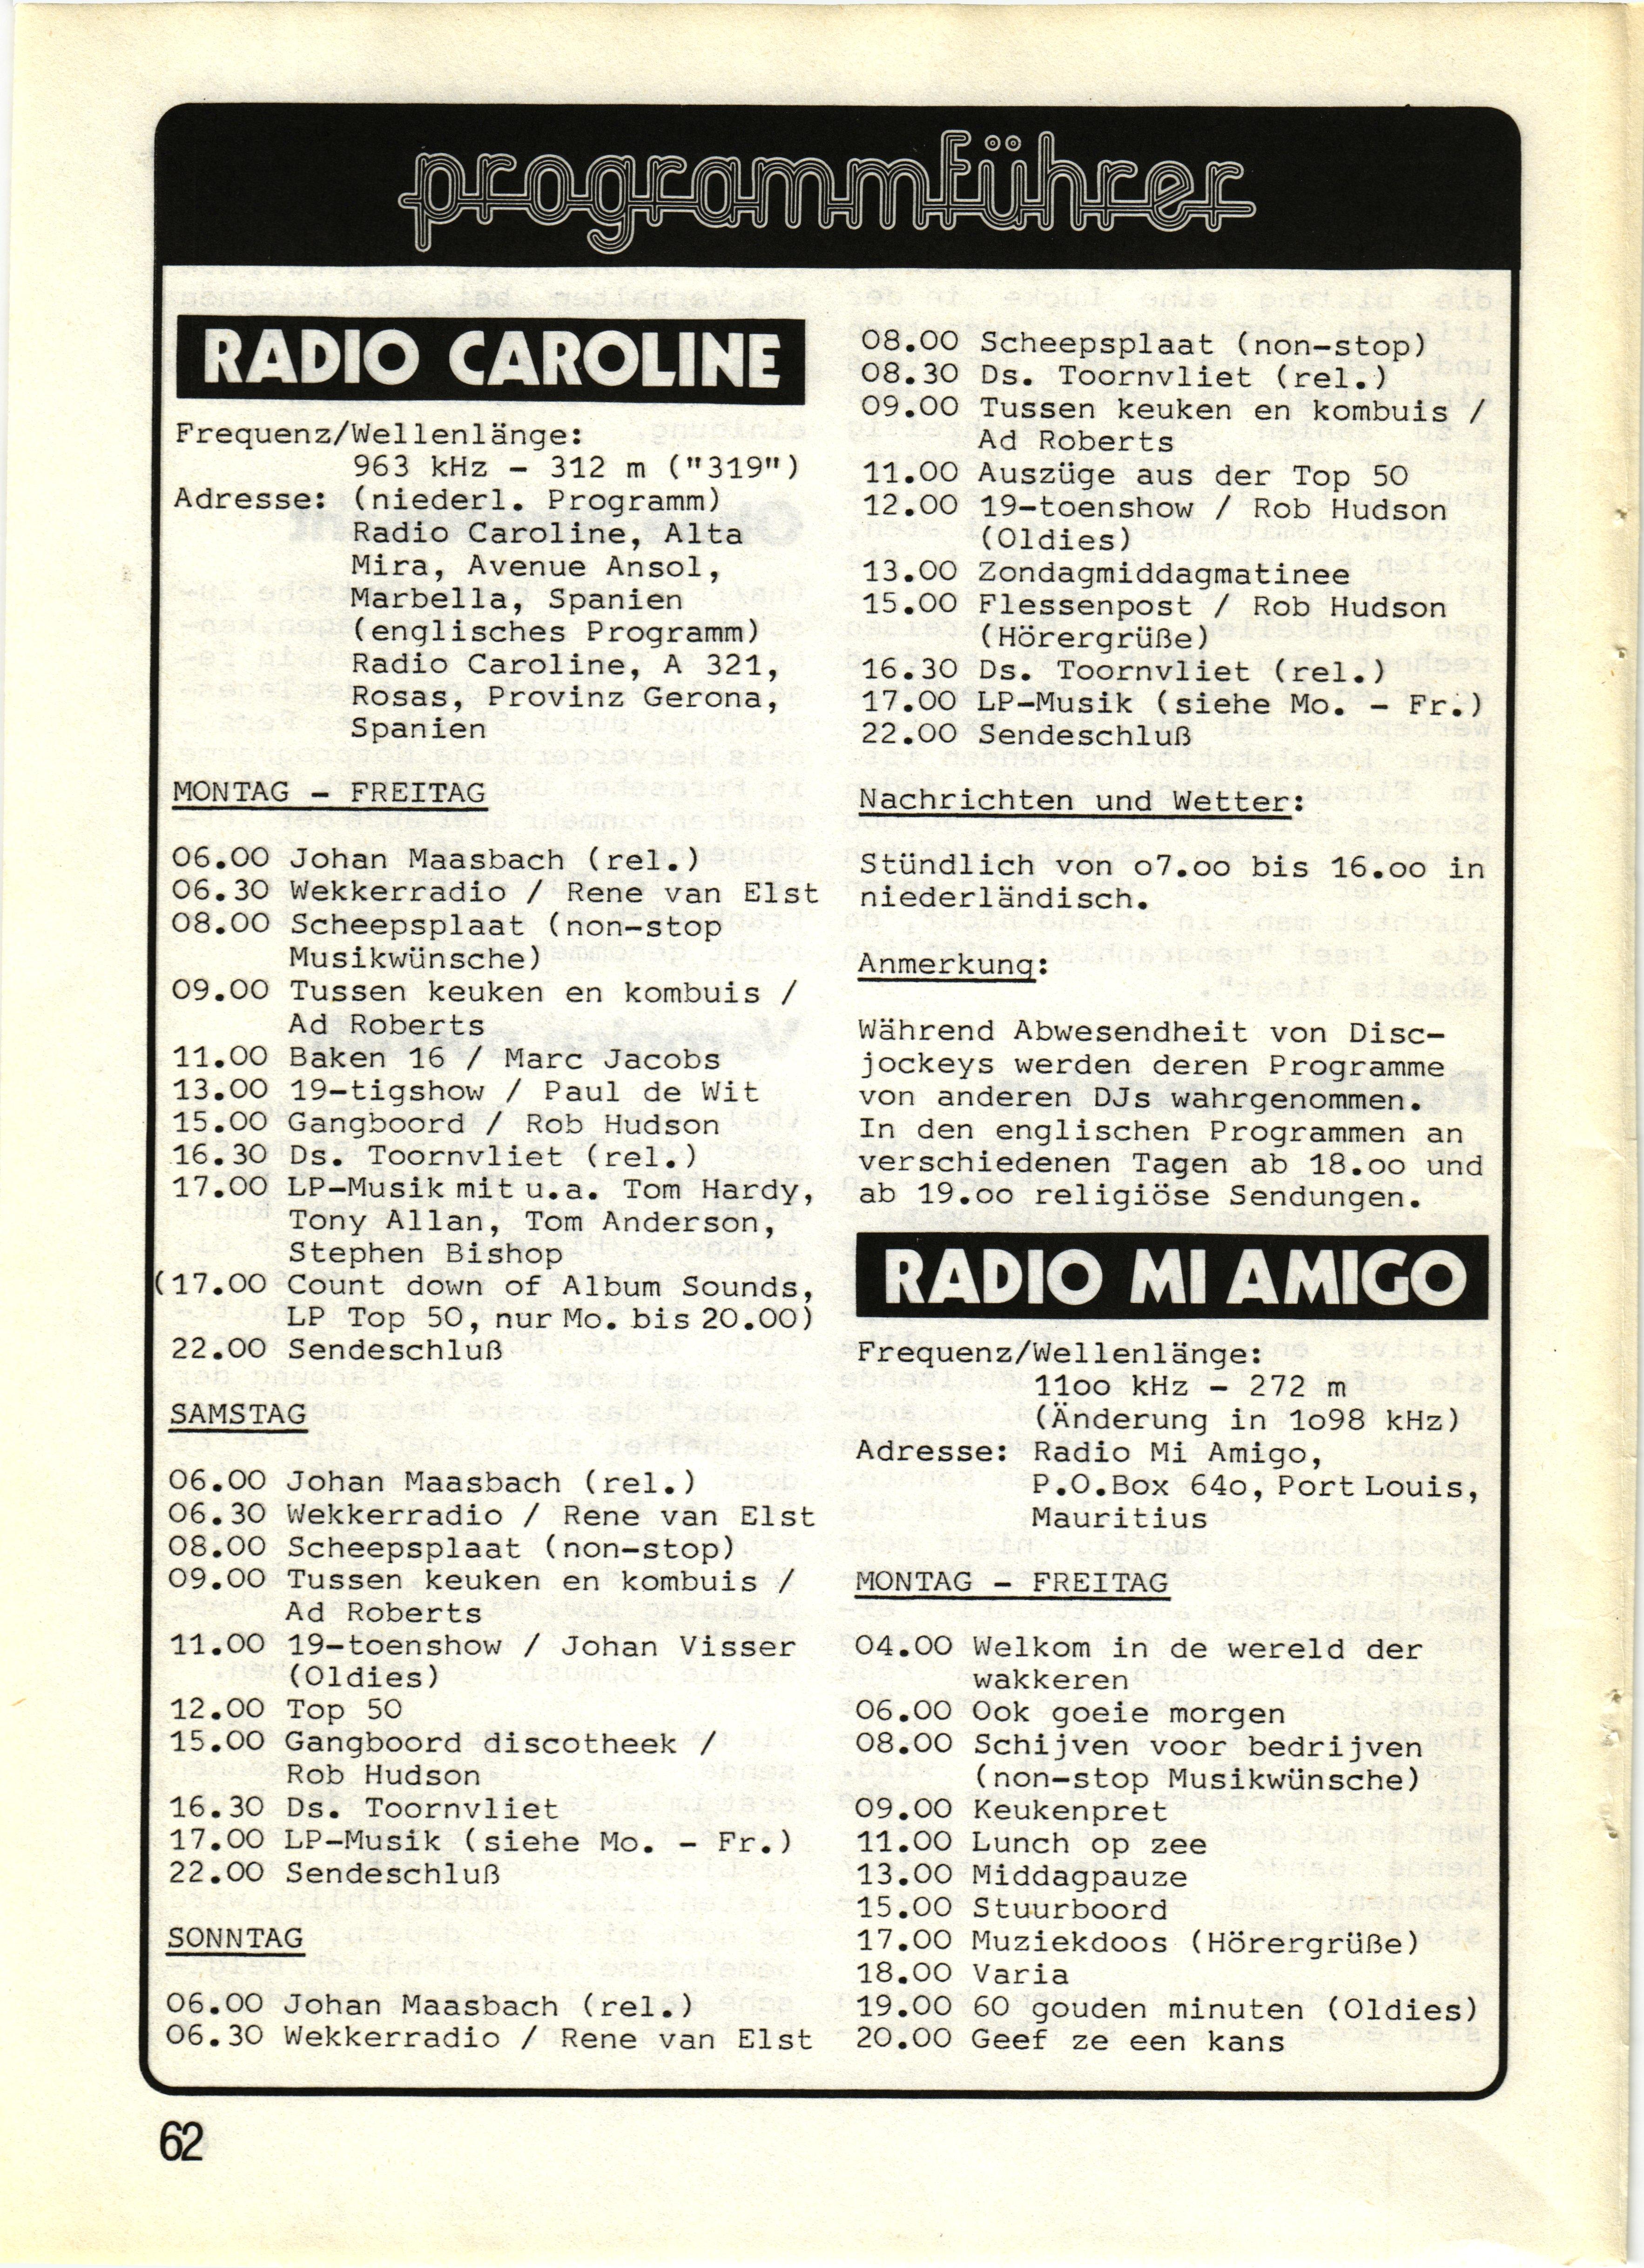 programmführer
RADIO CAROLINE
Frequenz/Wellenlänge:
963 kHz – 312 m ("319")
Adresse: (niederl. Programm)
Radio Caroline, Alta
Mira, Avenue Ansol,
Marbella, Spanien
(englisches Programm)
Radio Caroline, A 321,
Rosas, Provinz Gerona,
Spanien
MONTAG – FREITAG
06.00 Johan Maasbach (rel.)
06.30 Wekkerradio / Rene van Elst
08.00 Scheepsplaat (non-stop
Musikwünsche)
09.00 Tussen keuken en kombuis /
Ad Roberts
11.00 Baken 16 / Marc Jacobs
13.00 19-tigshow / Paul de Wit
15.00 Gangboord / Rob Hudson
16.30 Ds. Toornvliet (rel.)
17.00 LP-Musik mit u.a. Tom Hardy,
Tony Allan, Tom Anderson,
Stephen Bishop
(17.00 Count down of Album Sounds,
LP Top 50, nur Mo. bis 20.00)
22.00 Sendeschluß
SAMSTAG
06.00 Johan Maasbach (rel.)
06.30 Wekkerradio / Rene van Elst
08.00 Scheepsplaat (non-stop)
09.00 Tussen keuken en kombuis /
Ad Roberts
11.00 19-toenshow / Johan Visser
(Oldies)
12.00 Top 50
15.00 Gangboord discotheek /
Rob Hudson
16.30 Ds. Toornvliet
17.00 LP-Musik (siehe Mo. – Fr.)
22.00 Sendeschluß
SONNTAG
06.00 Johan Maasbach (rel.)
06.30 Wekkerradio / Rene van Elst
08.00 Scheepsplaat (non-stop)
08.30 Ds. Toornvliet (rel.)
09.00 Tussen keuken en kombuis /
Ad Roberts
11.00 Auszüge aus der Top 50
12.00 19-toenshow / Rob Hudson
(Oldies)
13.00 Zondagmiddagmatinee
15.00 Flessenpost / Rob Hudson
(Hörergrüße)
16.30 Ds. Toornvliet (rel.)
17.00 LP-Musik (siehe Mo. – Fr.)
22.00 Sendeschluß
Nachrichten und Wetter:
Stündlich von o7.oo bis 16.oo in
niederländisch.
Anmerkung:
Während Abwesendheit von Disc-
jockeys werden deren Programme
von anderen DJs wahrgenommen.
In den englischen Programmen an
verschiedenen Tagen ab 18.oo und
ab 19.oo religiöse Sendungen.
RADIO MI AMIGO
Frequenz/Wellenlänge:
11oo kHz – 272 m
(Änderung in 1o98 kHz)
Adresse: Radio Mi Amigo,
P.O.Box 64o, Port Louis,
Mauritius
MONTAG – FREITAG
04.00 Welkom in de wereld der
wakkeren
06.00 Ook goeie morgen
08.00 Schijven voor bedrijven
(non-stop Musikwünsche)
09.00 Keukenpret
11.00 Lunch op zee
13.00 Middagpauze
15.00 Stuurboord
17.00 Muziekdoos (Hörergrüße)
18.00 Varia
19.00 60 gouden minuten (Oldies)
20.00 Geef ze een kans
62